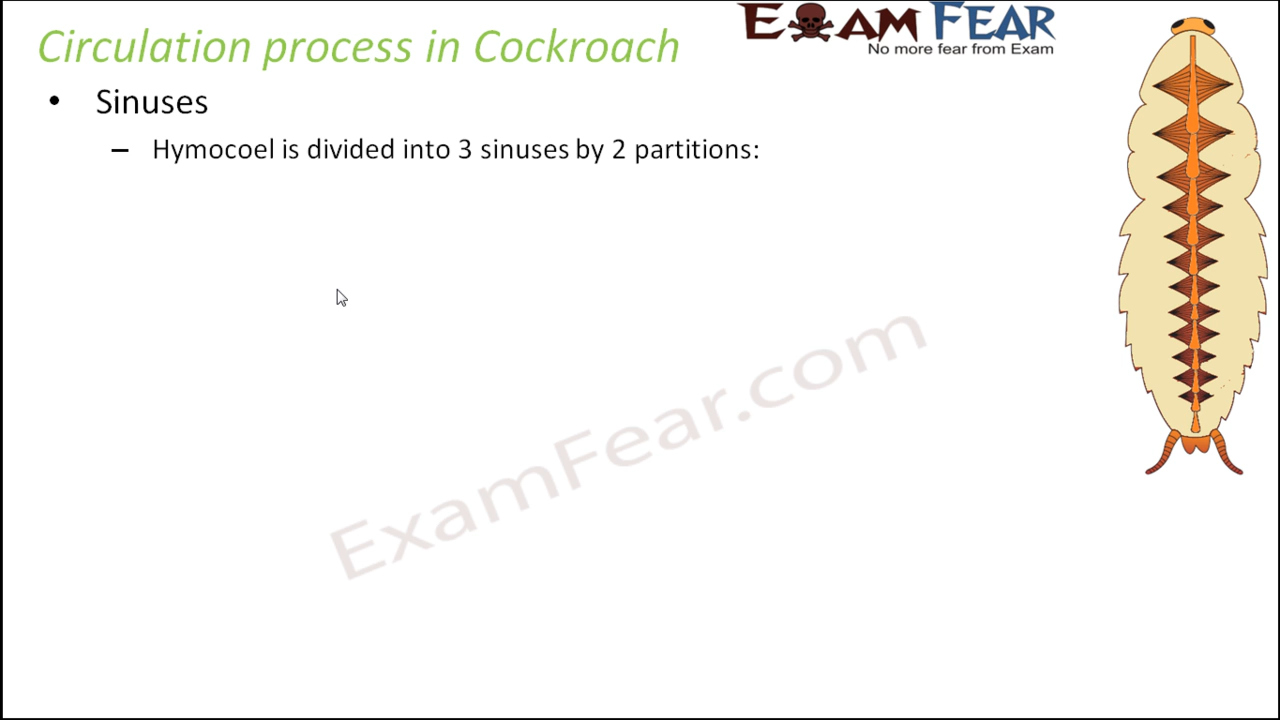 Circulation process in Cockroach
EXAM FEAR
No more fear from Exam
• Sinuses
– Hymocoel is divided into 3 sinuses by 2 partitions:
ExamFear.com